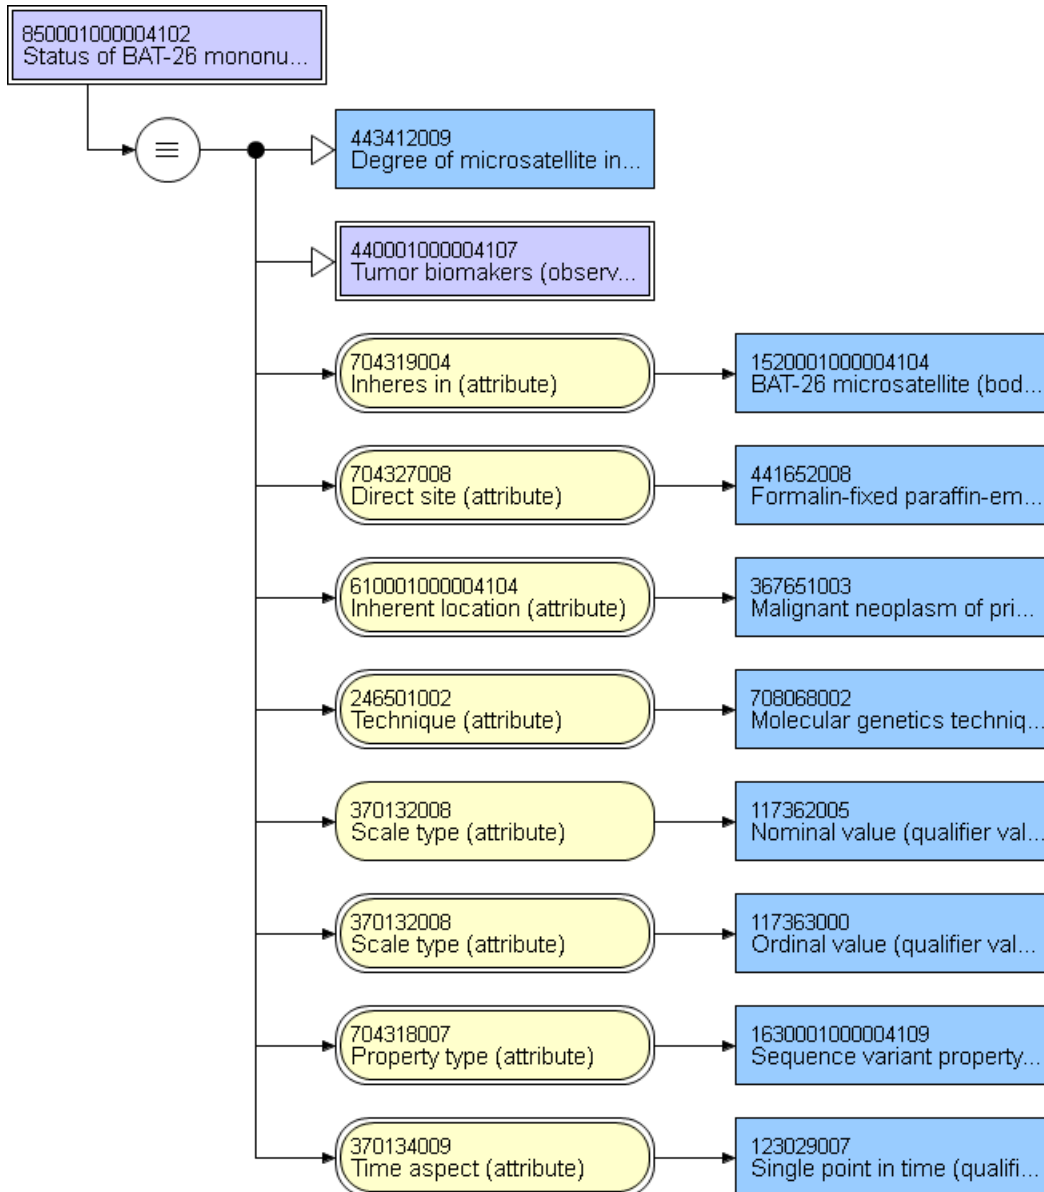 850001000004102
Status of BAT-26 mononu...
443412009
Degree of microsatellite in...
440001000004107
Tumor biomakers (observ...
704319004
Inheres in (attribute)
1520001000004104
BAT-26 microsatellite (bod...
704327008
Direct site (attribute)
441652008
Formalin-fixed paraffin-em...
610001000004104
Inherent location (attribute)
367651003
Malignant neoplasm of pri...
246501002
Technique (attribute)
708068002
Molecular genetics techniq...
370132008
Scale type (attribute)
117362005
Nominal value (qualifier val...
370132008
Scale type (attribute)
117363000
Ordinal value (qualifier val...
704318007
Property type (attribute)
1630001000004109
Sequence variant property...
370134009
Time aspect (attribute)
123029007
Single point in time (qualifi...